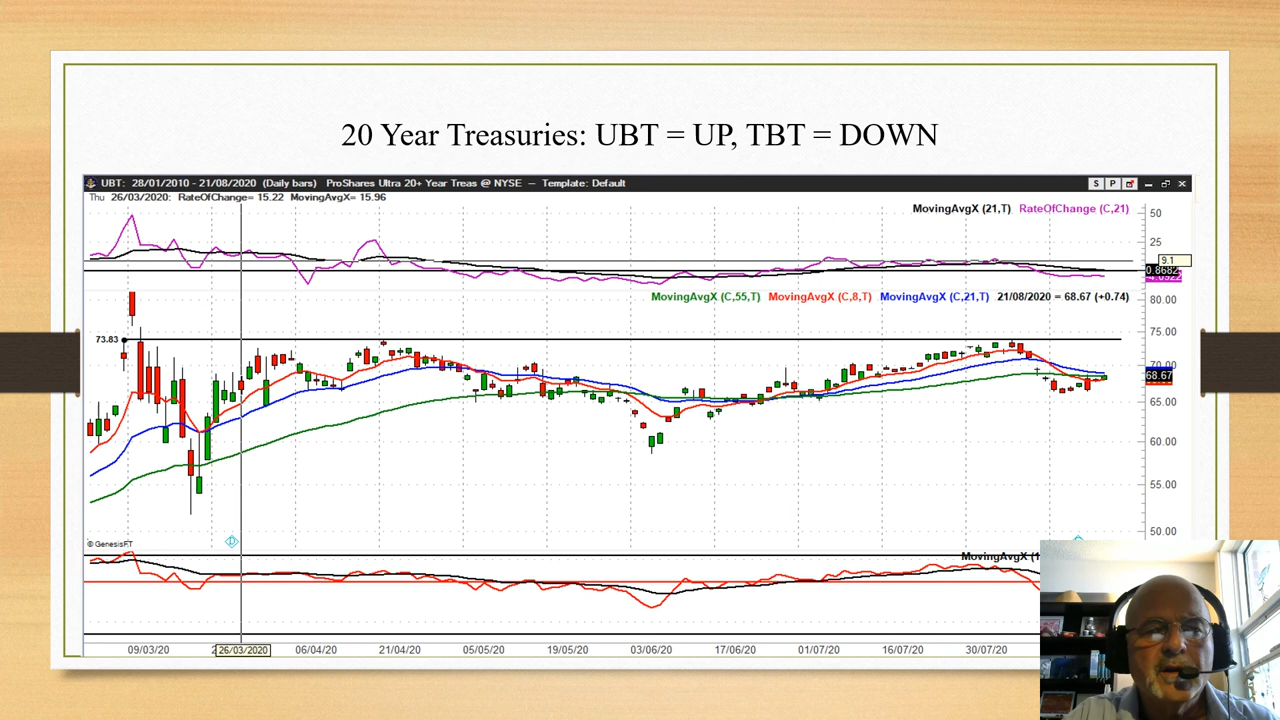 20 Year Treasuries: UBT = UP, TBT = DOWN
UBT: 28/01/2010 - 21/08/2020 (Daily bars) ProShares Ultra 20+ Year Treas @ NYSE — Template: Default
S P
Thu 26/03/2020: RateOfChange= 15.22 MovingAvgX= 15.96
MovingAvgX (21,T) RateOfChange (C,21)
50
25
9.1
0.8682
MovingAvgX (C,55,T) MovingAvgX (C,8,T) MovingAvgX (C,21,T) 21/08/2020 = 68.67 (+0.74)
80.00
75.00
73.83
70.00
68.67
65.00
60.00
55.00
50.00
© GenesisFT
D
MovingAvgX (1
09/03/20 2 26/03/2020 06/04/20 21/04/20 05/05/20 19/05/20 03/06/20 17/06/20 01/07/20 16/07/20 30/07/20